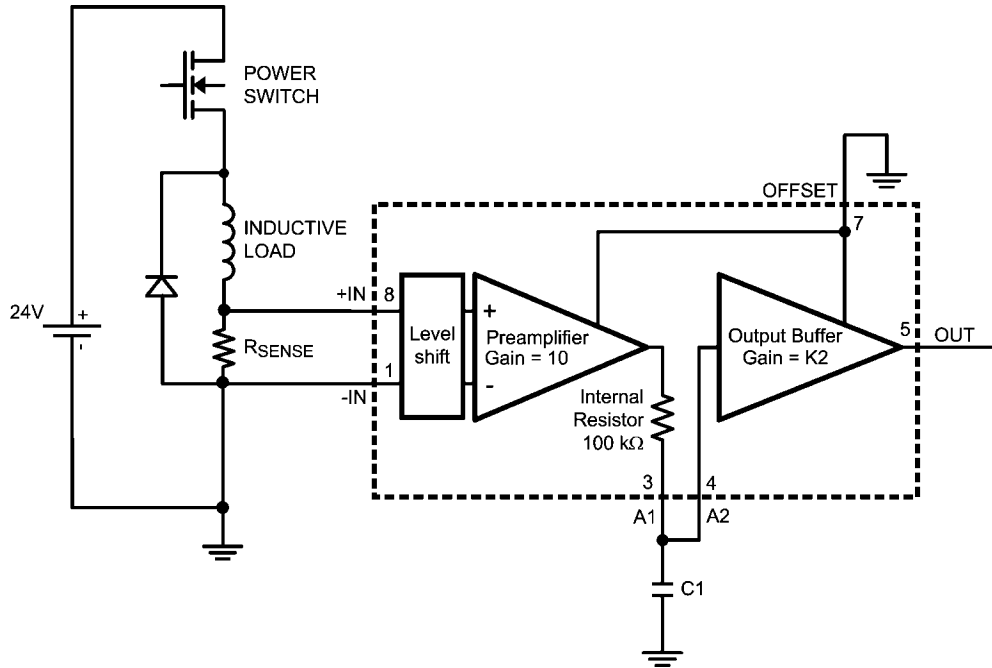 POWER
SWITCH
OFFSET
7
INDUCTIVE
LOAD
24V
+
-
+IN
8
RSENSE
-IN
1
Level
shift
+
-
Preamplifier
Gain = 10
Internal
Resistor
100 kΩ
Output Buffer
Gain = K2
5
OUT
3
4
A1
A2
C1